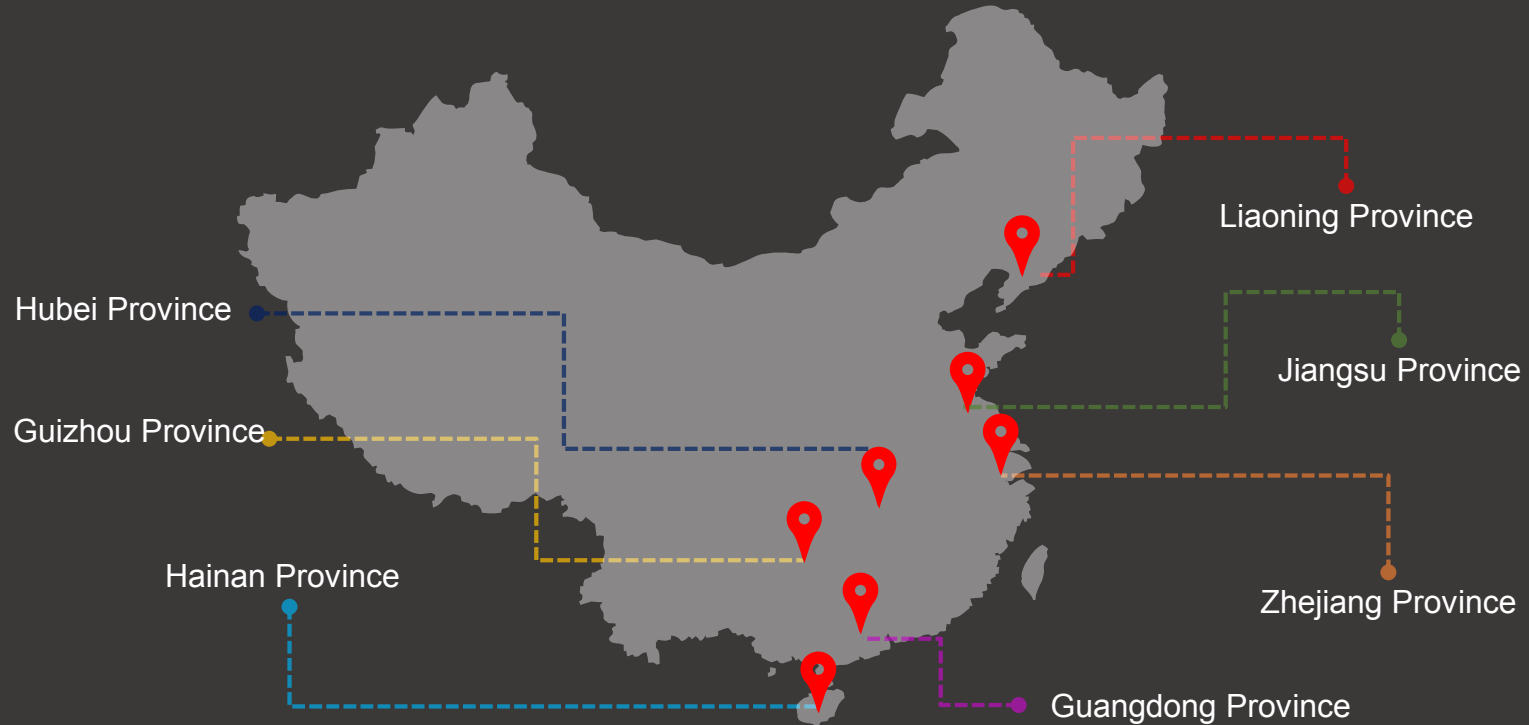 Liaoning Province
Hubei Province
Jiangsu Province
Guizhou Province
Hainan Province
Zhejiang Province
Guangdong Province